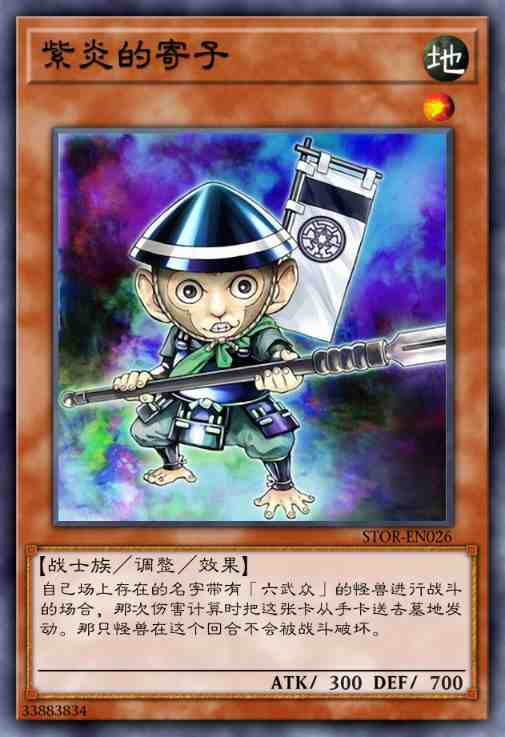 紫炎的寄子
地
STOR-EN026
【战士族／调整／效果】
自己场上存在的名字带有「六武众」的怪兽进行战斗
的场合，那次伤害计算时把这张卡从手卡送去墓地发
动。那只怪兽在这个回合不会被战斗破坏。
ATK/ 300 DEF/ 700
33883834